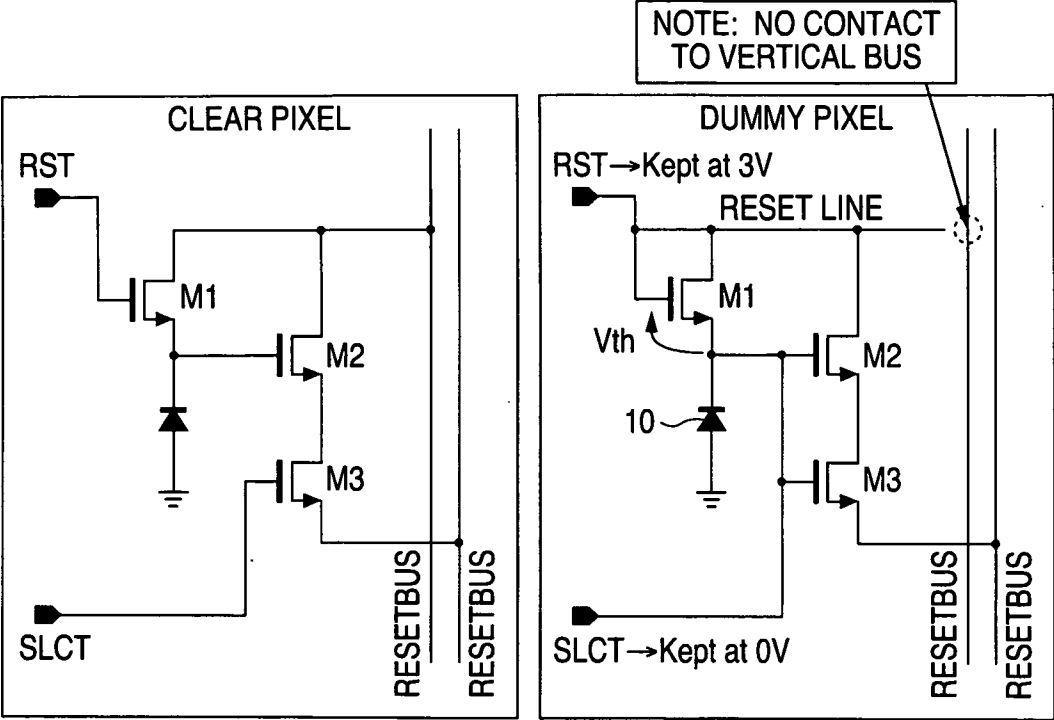 NOTE: NO CONTACT
TO VERTICAL BUS
CLEAR PIXEL
RST
M1
M2
M3
SLCT
RESETBUS
RESETBUS
DUMMY PIXEL
RST→Kept at 3V
RESET LINE
M1
Vth
M2
10
M3
SLCT→Kept at 0V
RESETBUS
RESETBUS